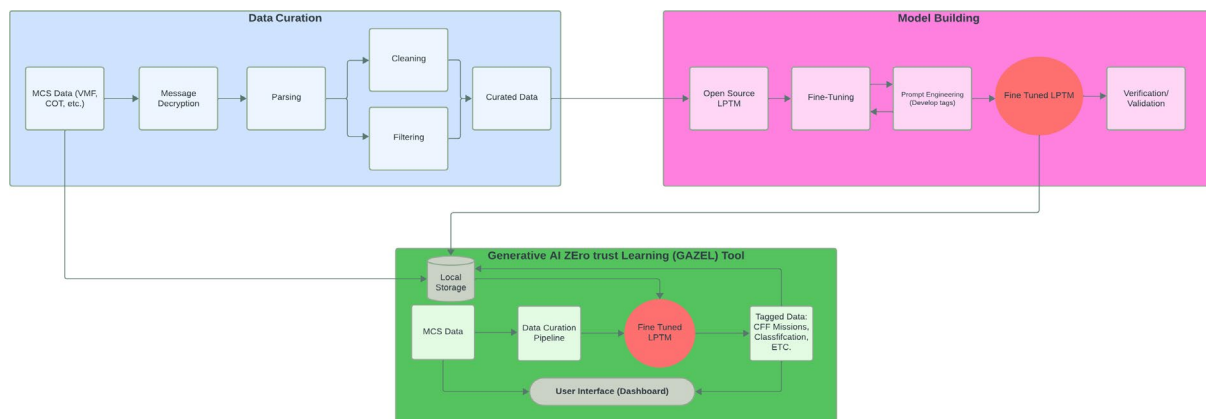 Data Curation
MCS Data (VMF,
COT, etc.)
Message
Decryption
Parsing
Cleaning
Filtering
Curated Data
Model Building
Open Source
LPTM
Fine-Tuning
Prompt Engineering
(Develop tags)
Fine Tuned LPTM
Verification/
Validation
Generative AI ZEro trust Learning (GAZEL) Tool
Local
Storage
MCS Data
Data Curation
Pipeline
Fine Tuned
LPTM
Tagged Data:
CFF Missions,
Classfifcation,
ETC.
User Interface (Dashboard)